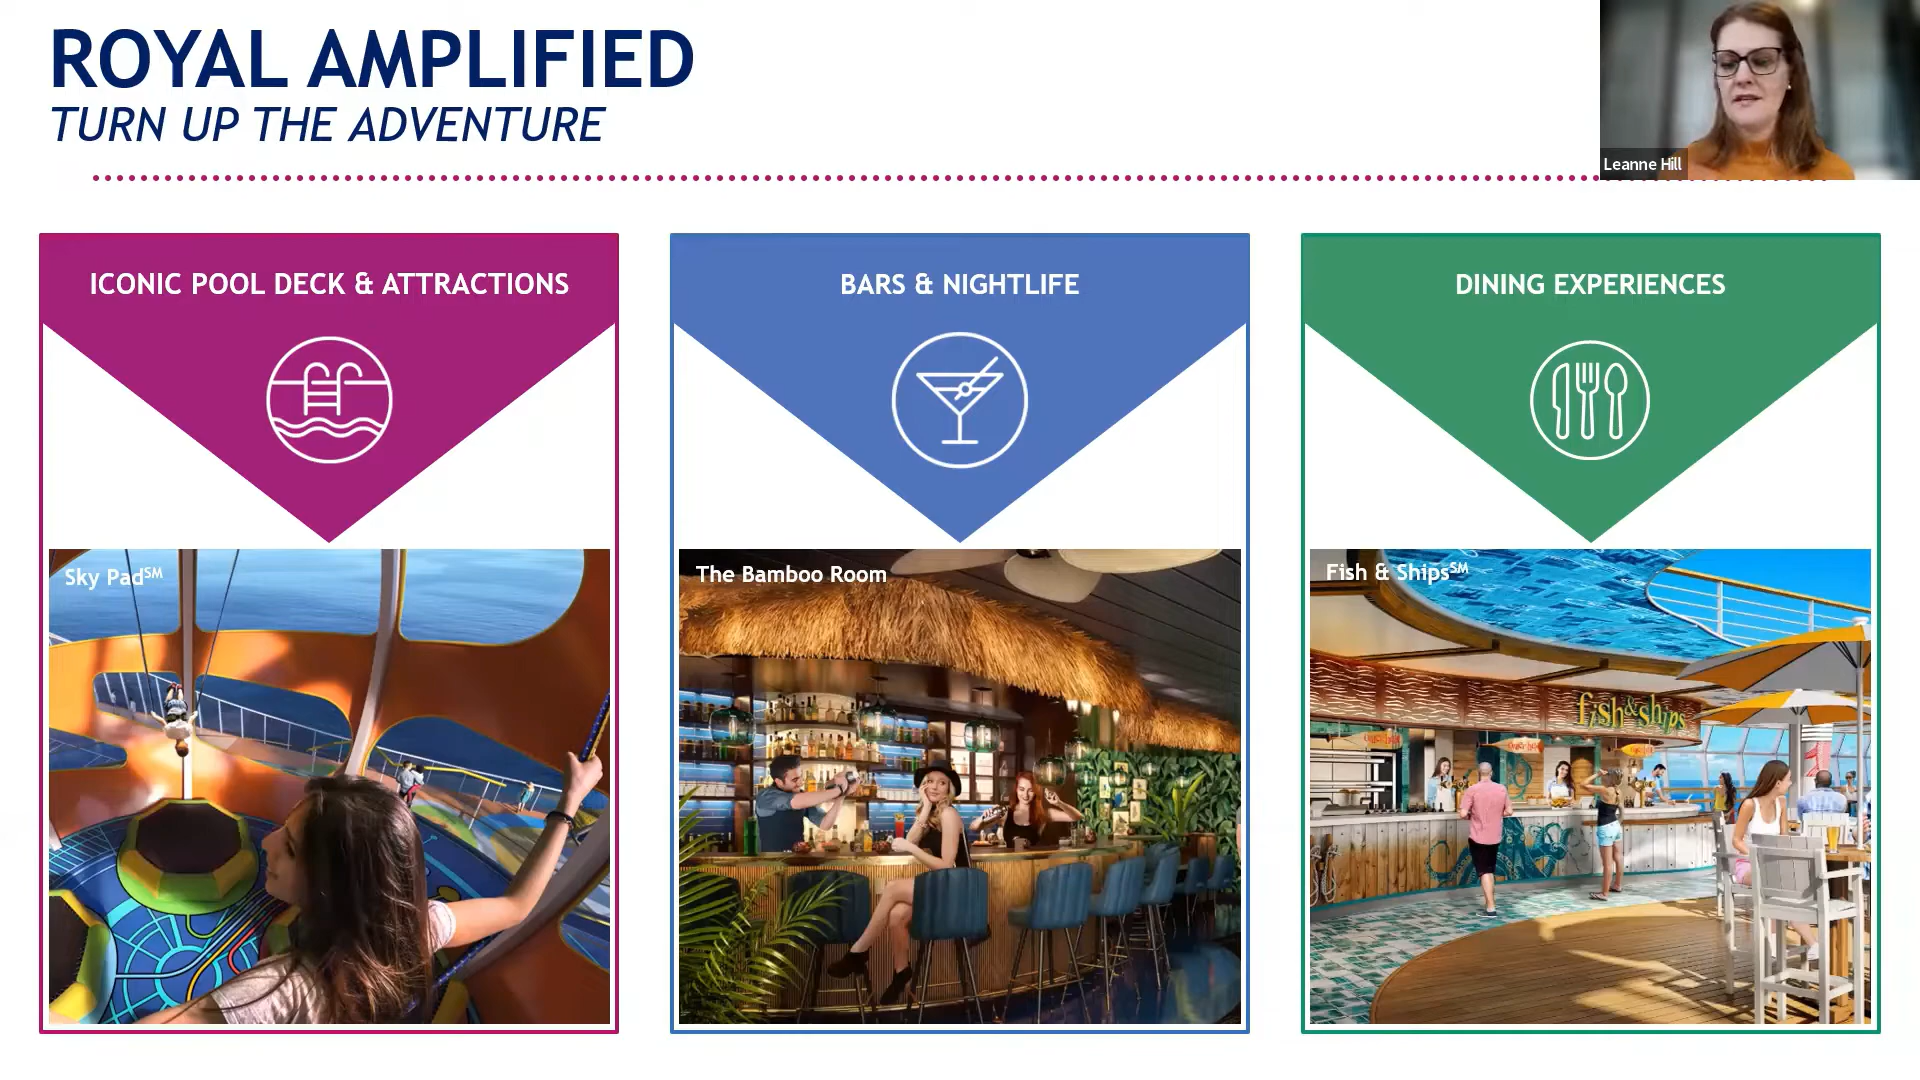 ROYAL AMPLIFIED
TURN UP THE ADVENTURE
Leanne Hill
ICONIC POOL DECK & ATTRACTIONS
BARS & NIGHTLIFE
DINING EXPERIENCES
Sky Pad℠
The Bamboo Room
Fish & Ships℠
fish&ships